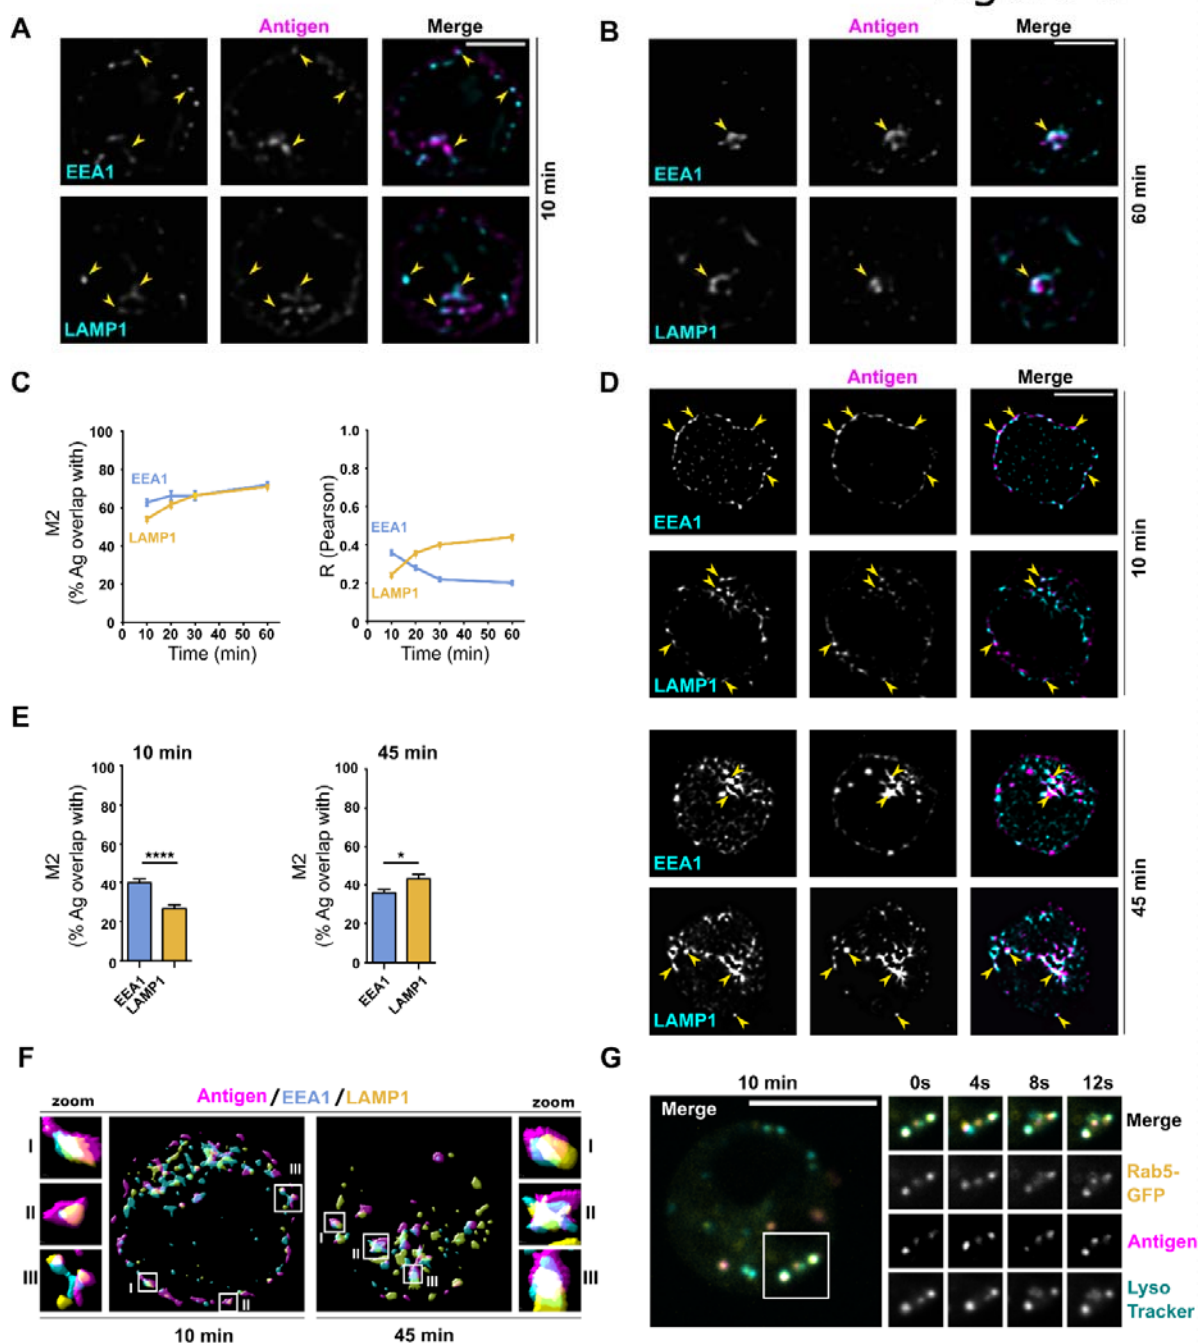 A
Antigen
Merge
EEA1
LAMP1
10 min
B
Antigen
Merge
EEA1
LAMP1
60 min
C
M2
(% Ag overlap with)
100
80
60
40
20
0
EEA1
LAMP1
0 10 20 30 40 50 60
Time (min)
R (Pearson)
1.0
0.8
0.6
0.4
0.2
0
EEA1
LAMP1
0 10 20 30 40 50 60
Time (min)
D
Antigen
Merge
EEA1
LAMP1
10 min
EEA1
LAMP1
45 min
E
10 min
M2
(% Ag overlap with)
100
80
60
40
20
0
****
EEA1
LAMP1
45 min
M2
(% Ag overlap with)
100
80
60
40
20
0
*
EEA1
LAMP1
F
Antigen / EEA1 / LAMP1
zoom
zoom
I
II
III
I
II
III
I
II
III
I
II
III
10 min
45 min
G
10 min
Merge
0s 4s 8s 12s
Merge
Rab5-
GFP
Antigen
Lyso
Tracker